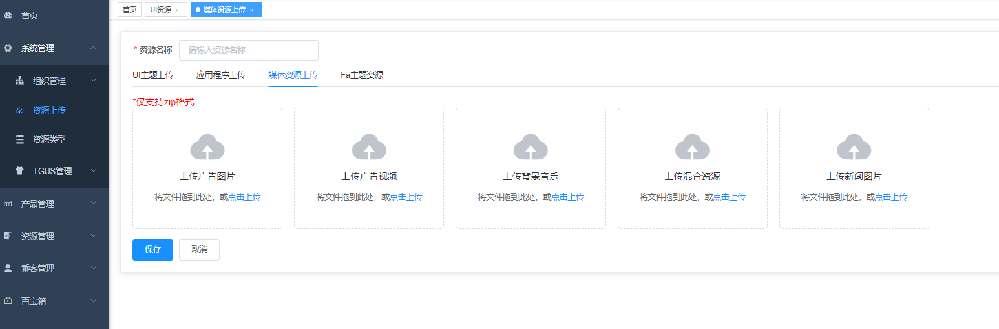 首页
系统管理
组织管理
资源上传
资源类型
TGUS管理
产品管理
资源管理
乘客管理
百宝箱
首页 UI资源 × 媒体资源上传 ×
* 资源名称 请输入资源名称
UI主题上传 应用程序上传 媒体资源上传 Fa主题资源
*仅支持zip格式
上传广告图片 上传广告视频 上传背景音乐 上传混合资源 上传新闻图片
将文件拖到此处，或点击上传 将文件拖到此处，或点击上传 将文件拖到此处，或点击上传 将文件拖到此处，或点击上传 将文件拖到此处，或点击上传
保存 取消